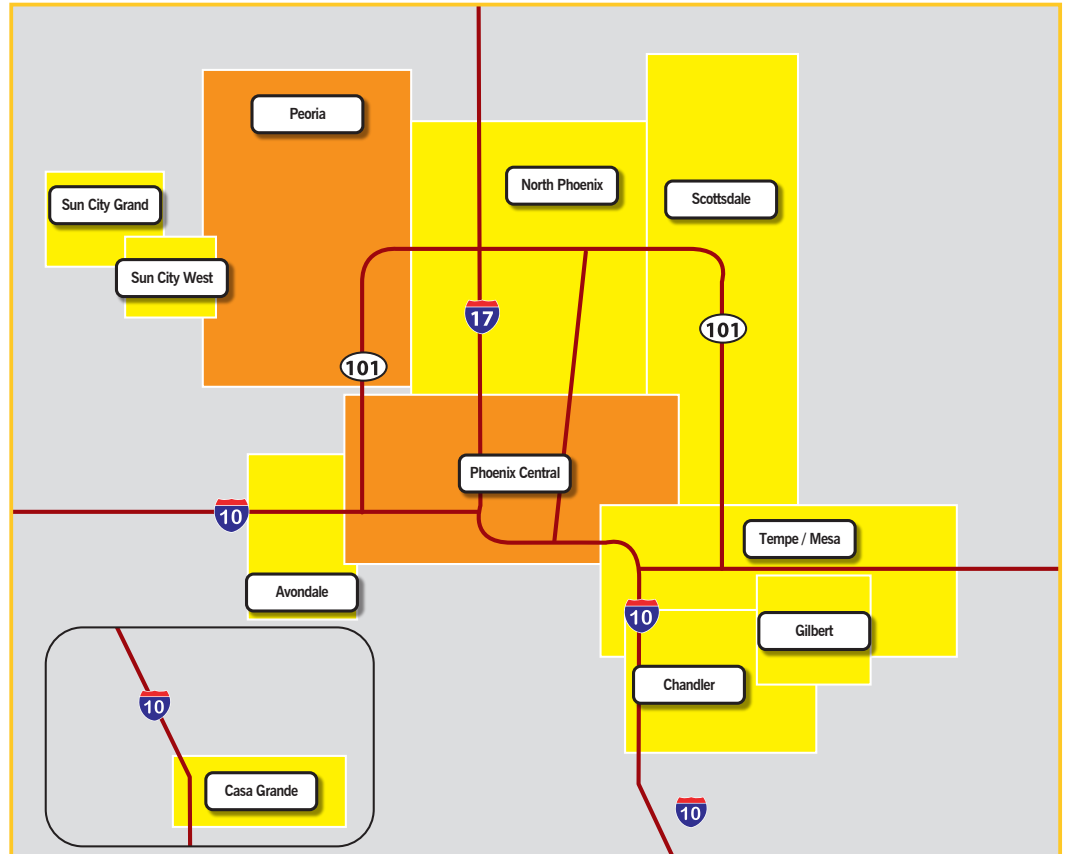 Peoria
North Phoenix
Scottsdale
Sun City Grand
Sun City West
17
101
101
Phoenix Central
10
Tempe / Mesa
Avondale
10
Gilbert
Chandler
10
Casa Grande
10